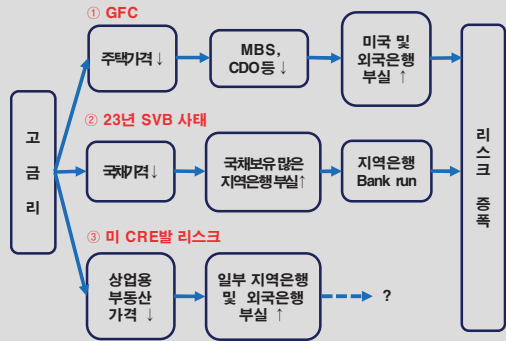 ① GFC
주택가격 ↓
MBS,
CDO등 ↓
미국 및
외국은행
부실 ↑
고
금
리
② 23년 SVB 사태
국채가격↓
국채보유 많은
지역은행 부실↑
지역은행
Bank run
리
스
크
증
폭
③ 미 CRE발 리스크
상업용
부동산
가격 ↓
일부 지역은행
및 외국은행
부실 ↑
?